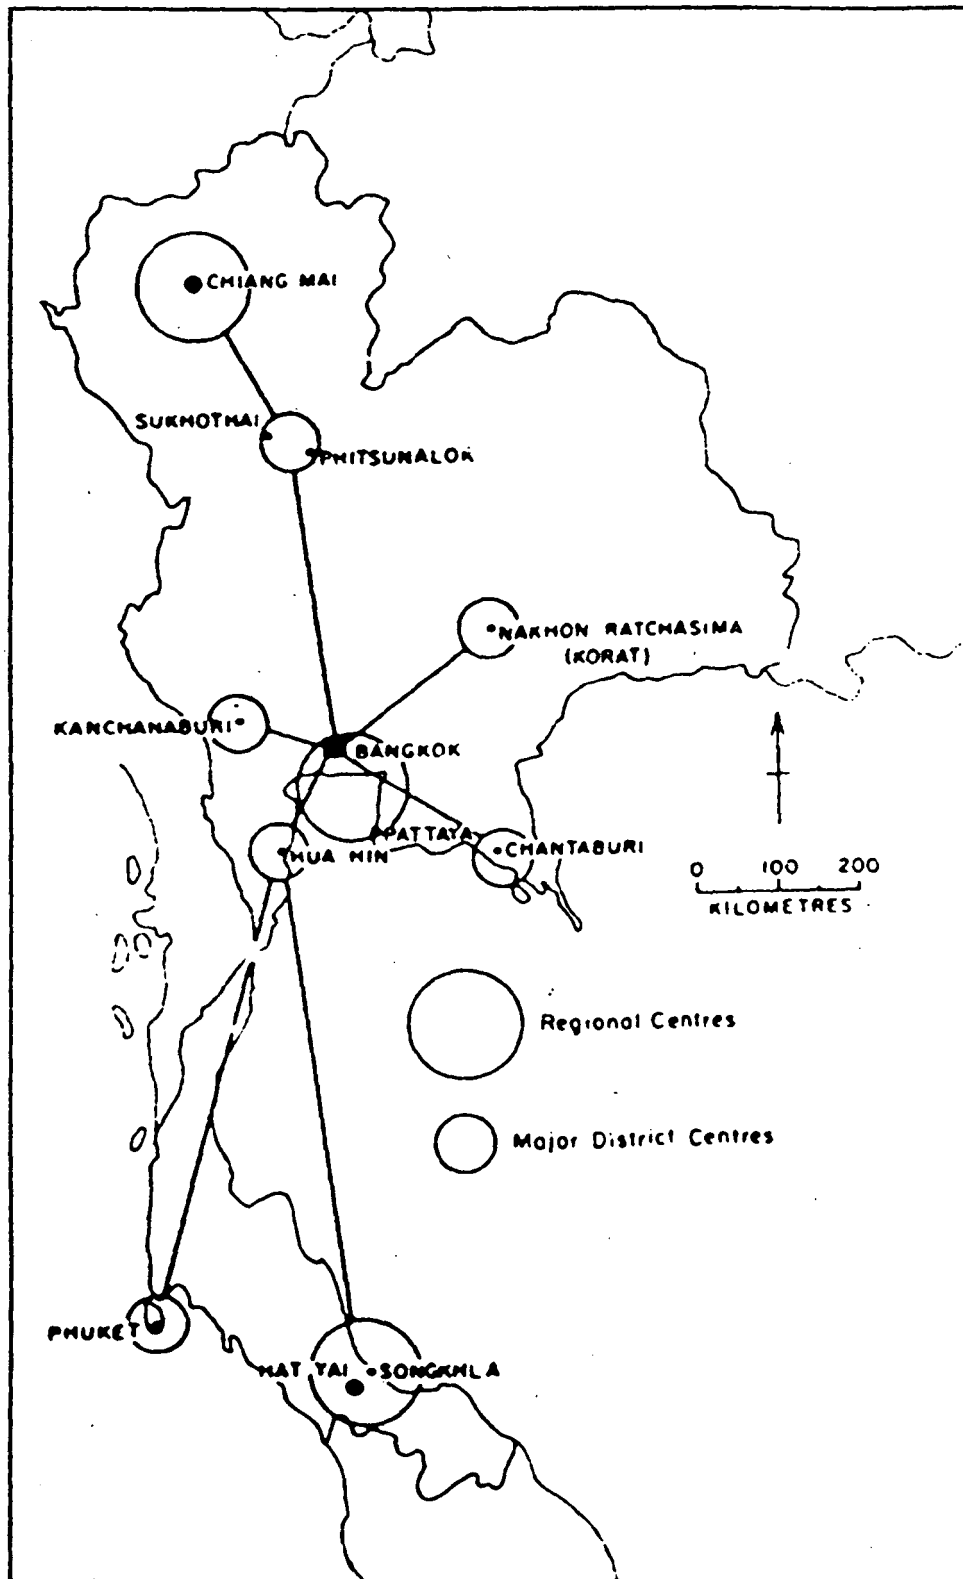 CHIANG MAI
SUKHOTHAI
PHITSUNALOK
NAKHON RATCHASIMA
(KORAT)
KANCHANABURI
BANGKOK
PATTAYA
HUA HIN
CHANTABURI
0 100 200
KILOMETRES
Regional Centres
Major District Centres
PHUKET
HAT YAI
SONGKHLA